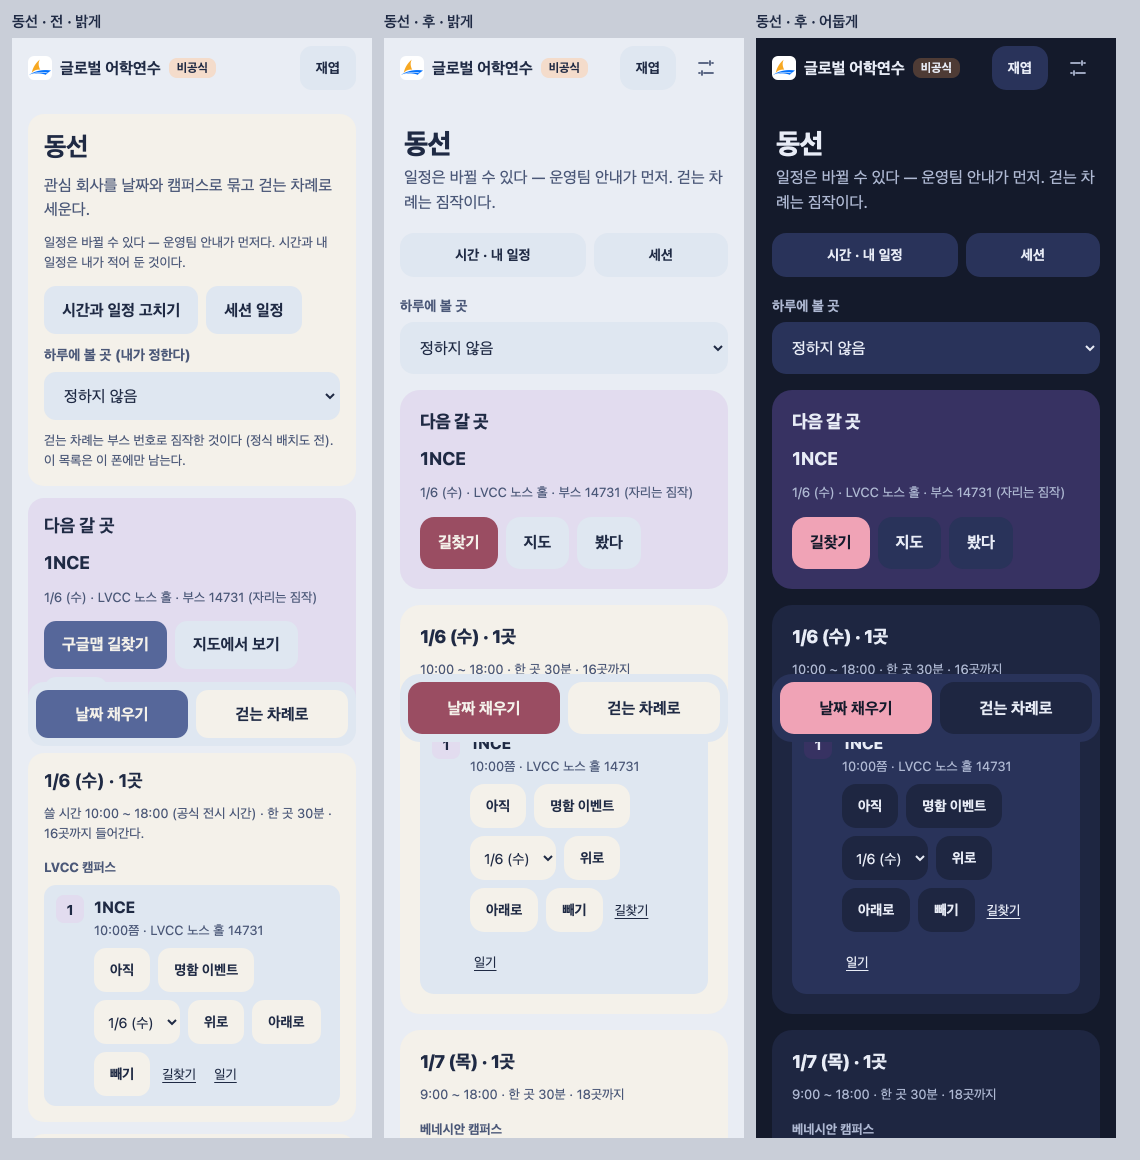 동선 · 전 · 밝게
글로벌 어학연수 비공식 재엽
동선
관심 회사를 날짜와 캠퍼스로 묶고 걷는 차례로
세운다.
일정은 바뀔 수 있다 — 운영팀 안내가 먼저다. 시간과 내
일정은 내가 적어 둔 것이다.
시간과 일정 고치기 세션 일정
하루에 볼 곳 (내가 정한다)
정하지 않음
걷는 차례는 부스 번호로 짐작한 것이다 (정식 배치도 전).
이 목록은 이 폰에만 남는다.
다음 갈 곳
1NCE
1/6 (수) · LVCC 노스 홀 · 부스 14731 (자리는 짐작)
구글맵 길찾기 지도에서 보기
날짜 채우기 걷는 차례로
1/6 (수) · 1곳
쓸 시간 10:00 ~ 18:00 (공식 전시 시간) · 한 곳 30분 ·
16곳까지 들어간다.
LVCC 캠퍼스
1 1NCE
10:00쯤 · LVCC 노스 홀 14731
아직 명함 이벤트
1/6 (수) 위로 아래로
빼기 길찾기 일기
동선 · 후 · 밝게
글로벌 어학연수 비공식 재엽
동선
일정은 바뀔 수 있다 — 운영팀 안내가 먼저. 걷는 차
례는 짐작이다.
시간 · 내 일정 세션
하루에 볼 곳
정하지 않음
다음 갈 곳
1NCE
1/6 (수) · LVCC 노스 홀 · 부스 14731 (자리는 짐작)
길찾기 지도 봤다
1/6 (수) · 1곳
10:00 ~ 18:00 · 한 곳 30분 · 16곳까지
날짜 채우기 걷는 차례로
1 1NCE
10:00쯤 · LVCC 노스 홀 14731
아직 명함 이벤트
1/6 (수) 위로
아래로 빼기 길찾기
일기
1/7 (목) · 1곳
9:00 ~ 18:00 · 한 곳 30분 · 18곳까지
베네시안 캠퍼스
동선 · 후 · 어둡게
글로벌 어학연수 비공식 재엽
동선
일정은 바뀔 수 있다 — 운영팀 안내가 먼저. 걷는 차
례는 짐작이다.
시간 · 내 일정 세션
하루에 볼 곳
정하지 않음
다음 갈 곳
1NCE
1/6 (수) · LVCC 노스 홀 · 부스 14731 (자리는 짐작)
길찾기 지도 봤다
1/6 (수) · 1곳
10:00 ~ 18:00 · 한 곳 30분 · 16곳까지
날짜 채우기 걷는 차례로
1 1NCE
10:00쯤 · LVCC 노스 홀 14731
아직 명함 이벤트
1/6 (수) 위로
아래로 빼기 길찾기
일기
1/7 (목) · 1곳
9:00 ~ 18:00 · 한 곳 30분 · 18곳까지
베네시안 캠퍼스